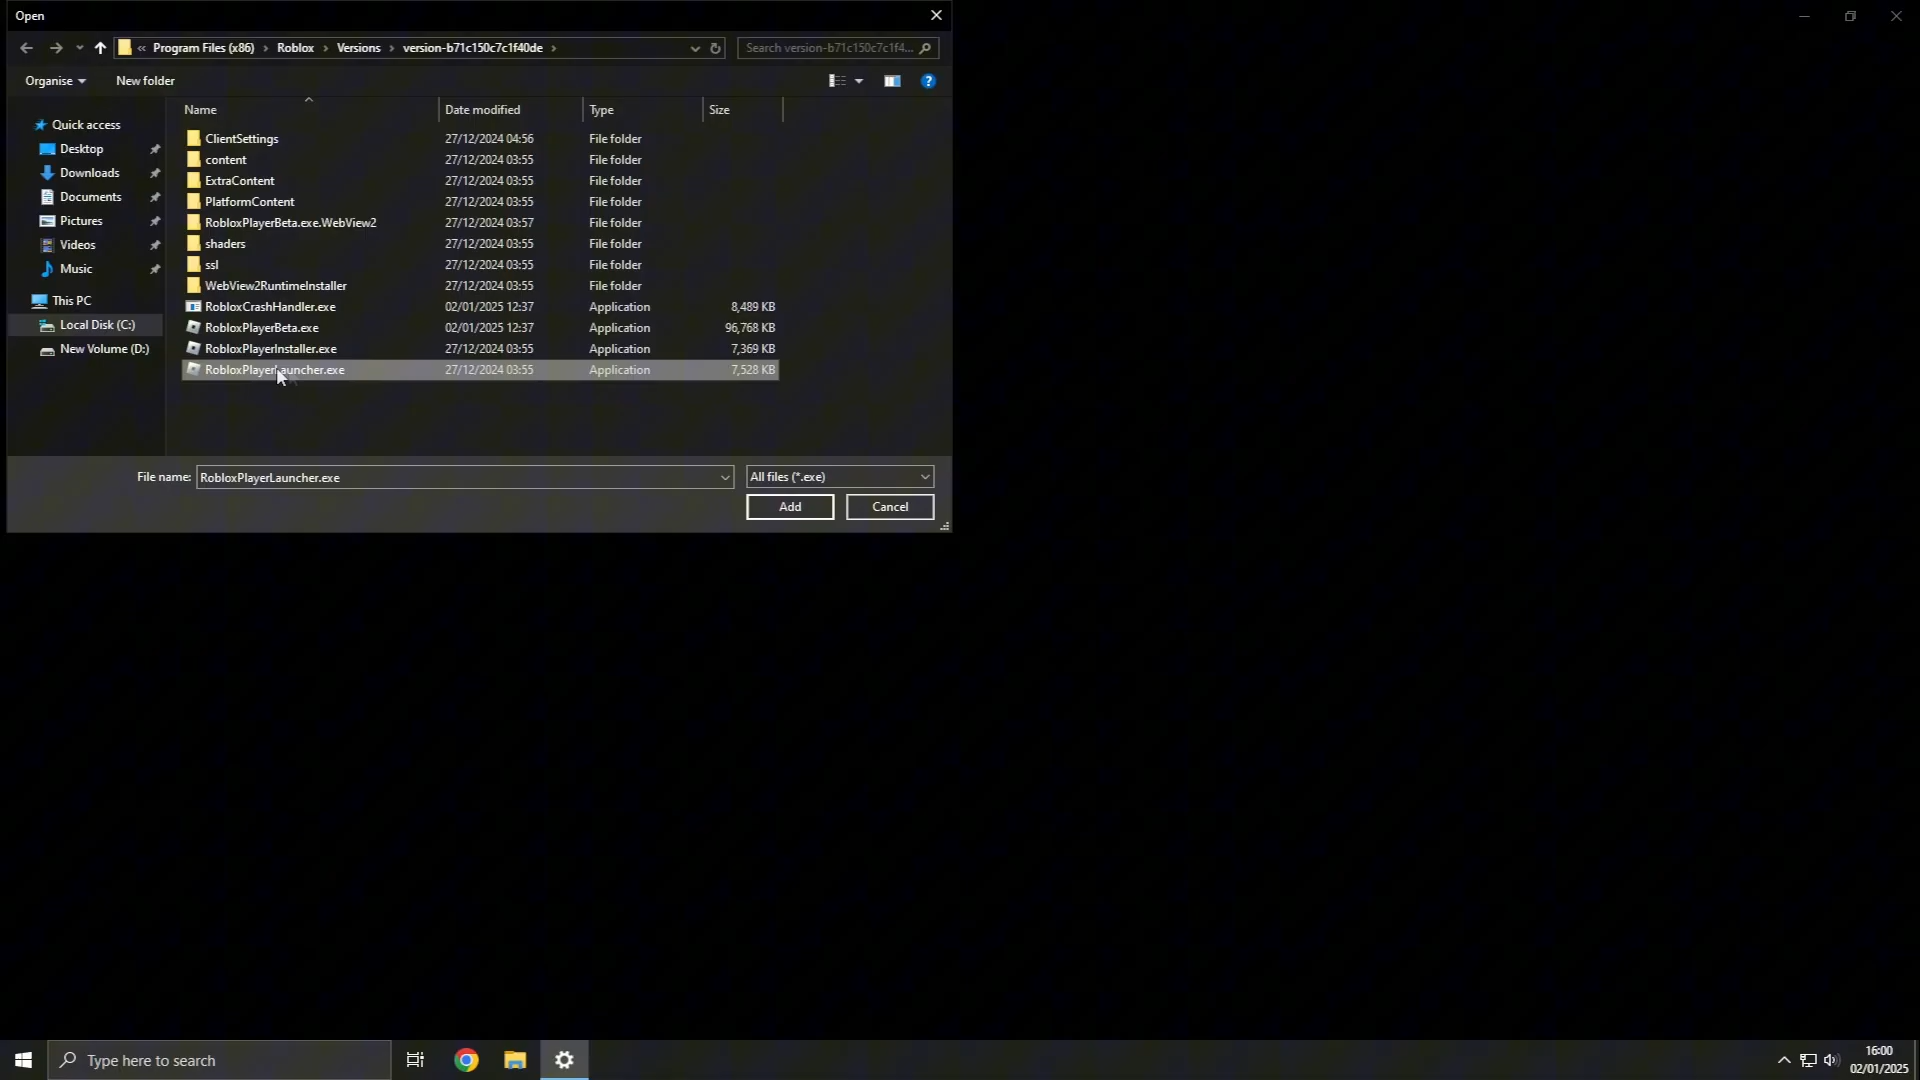 Open
« Program Files (x86) › Roblox › Versions › version-b71c150c7c1f40de ›
Search version-b71c150c7c1f4...
Organise
New folder
Name
Date modified
Type
Size
Quick access
Desktop
Downloads
Documents
Pictures
Videos
Music
This PC
Local Disk (C:)
New Volume (D:)
ClientSettings 27/12/2024 04:56 File folder
content 27/12/2024 03:55 File folder
ExtraContent 27/12/2024 03:55 File folder
PlatformContent 27/12/2024 03:55 File folder
RobloxPlayerBeta.exe.WebView2 27/12/2024 03:57 File folder
shaders 27/12/2024 03:55 File folder
ssl 27/12/2024 03:55 File folder
WebView2RuntimeInstaller 27/12/2024 03:55 File folder
RobloxCrashHandler.exe 02/01/2025 12:37 Application 8,489 KB
RobloxPlayerBeta.exe 02/01/2025 12:37 Application 96,768 KB
RobloxPlayerInstaller.exe 27/12/2024 03:55 Application 7,369 KB
RobloxPlayerLauncher.exe 27/12/2024 03:55 Application 7,528 KB
File name: RobloxPlayerLauncher.exe
All files (*.exe)
Add
Cancel
Type here to search
16:00
02/01/2025